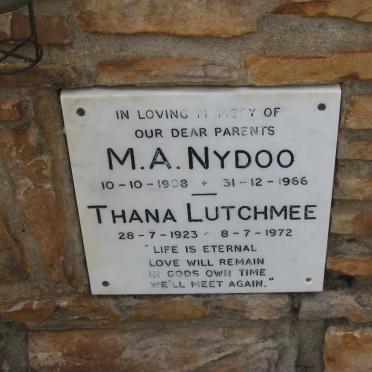 IN LOVING MEMORY OF
OUR DEAR PARENTS
M.A. NYDOO
10-10-1908 + 31-12-1966
THANA LUTCHMEE
28-7-1923 - 8-7-1972
"LIFE IS ETERNAL
LOVE WILL REMAIN
IN GODS OWN TIME
WE'LL MEET AGAIN."